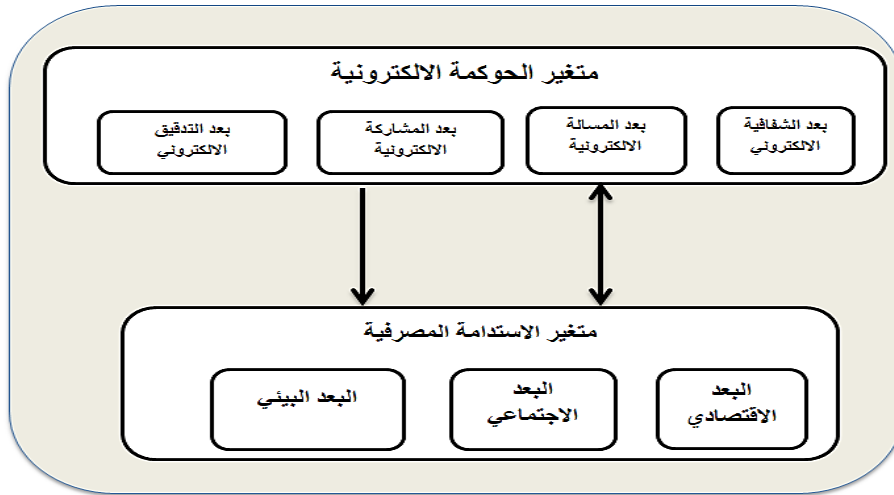 متغير الحوكمة الالكترونية
بعد الشفافية
الالكتروني
بعد المسالة
الالكترونية
بعد المشاركة
الالكترونية
بعد التدقيق
الالكتروني
متغير الاستدامة المصرفية
البعد
الاقتصادي
البعد
الاجتماعي
البعد البيئي